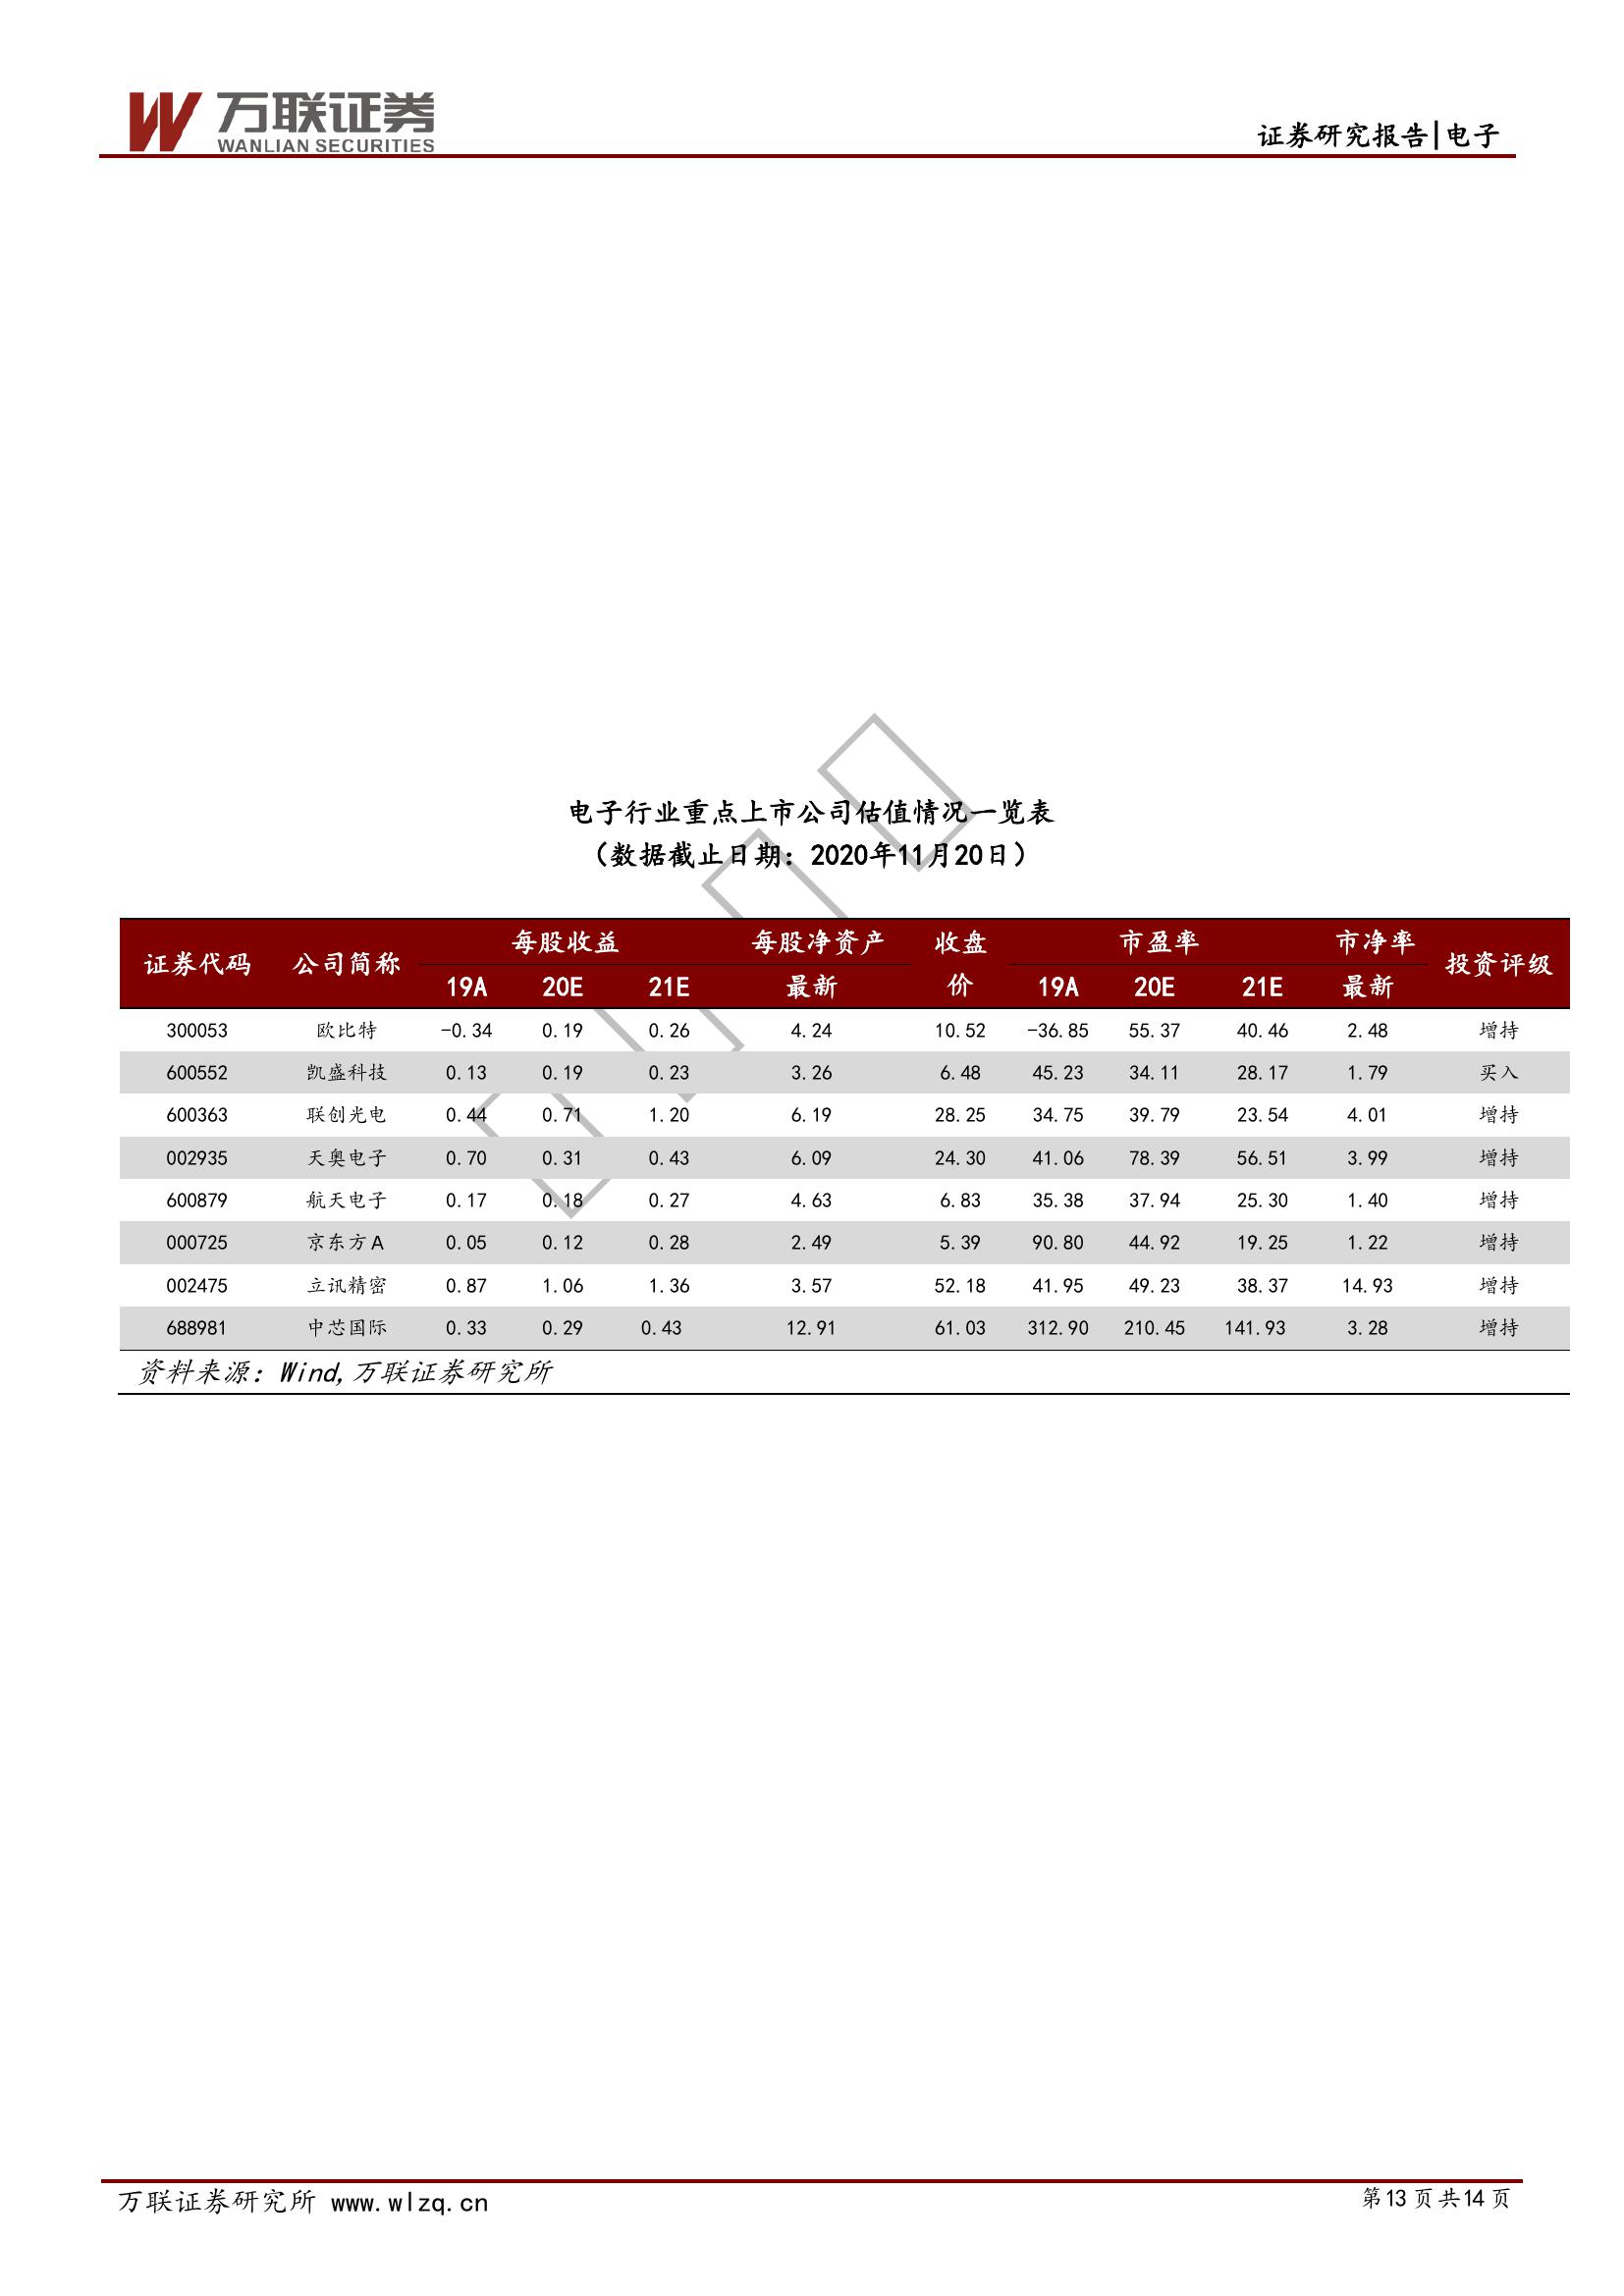 万联证券
WANLIAN SECURITIES
证券研究报告|电子
电子行业重点上市公司估值情况一览表
（数据截止日期：2020年11月20日）
证券代码 公司简称 每股收益 每股净资产 收盘价 市盈率 市净率 投资评级
19A 20E 21E 最新 19A 20E 21E 最新
300053 欧比特 -0.34 0.19 0.26 4.24 10.52 -36.85 55.37 40.46 2.48 增持
600552 凯盛科技 0.13 0.19 0.23 3.26 6.48 45.23 34.11 28.17 1.79 买入
600363 联创光电 0.44 0.71 1.20 6.19 28.25 34.75 39.79 23.54 4.01 增持
002935 天奥电子 0.70 0.31 0.43 6.09 24.30 41.06 78.39 56.51 3.99 增持
600879 航天电子 0.17 0.18 0.27 4.63 6.83 35.38 37.94 25.30 1.40 增持
000725 京东方A 0.05 0.12 0.28 2.49 5.39 90.80 44.92 19.25 1.22 增持
002475 立讯精密 0.87 1.06 1.36 3.57 52.18 41.95 49.23 38.37 14.93 增持
688981 中芯国际 0.33 0.29 0.43 12.91 61.03 312.90 210.45 141.93 3.28 增持
资料来源：Wind,万联证券研究所
万联证券研究所 www.wlzq.cn
第13页共14页